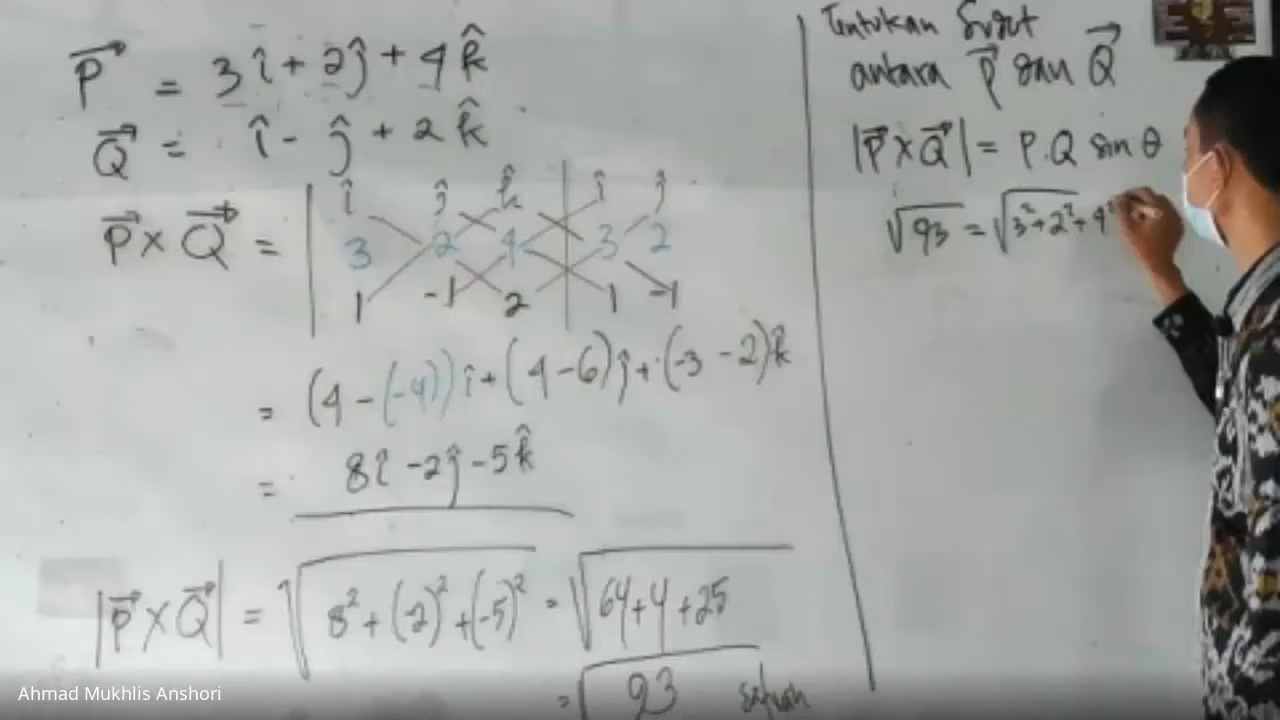 P⃗ = 3î + 2ĵ + 4k̂
Q⃗ = î - ĵ + 2k̂
P⃗ × Q⃗ = | î ĵ k̂ | î ĵ
3 2 4 | 3 2
1 -1 2 | 1 -1
= (4 - (-4)) î + (4 - 6) ĵ + (-3 - 2) k̂
= 8î - 2ĵ - 5k̂
|P⃗ × Q⃗| = √(8² + (-2)² + (-5)²) = √(64 + 4 + 25)
= √93 satuan
Tentukan Sudut
antara P⃗ dan Q⃗
|P⃗ × Q⃗| = P.Q sin θ
√93 = √(3² + 2² + 4²
Ahmad Mukhlis Anshori